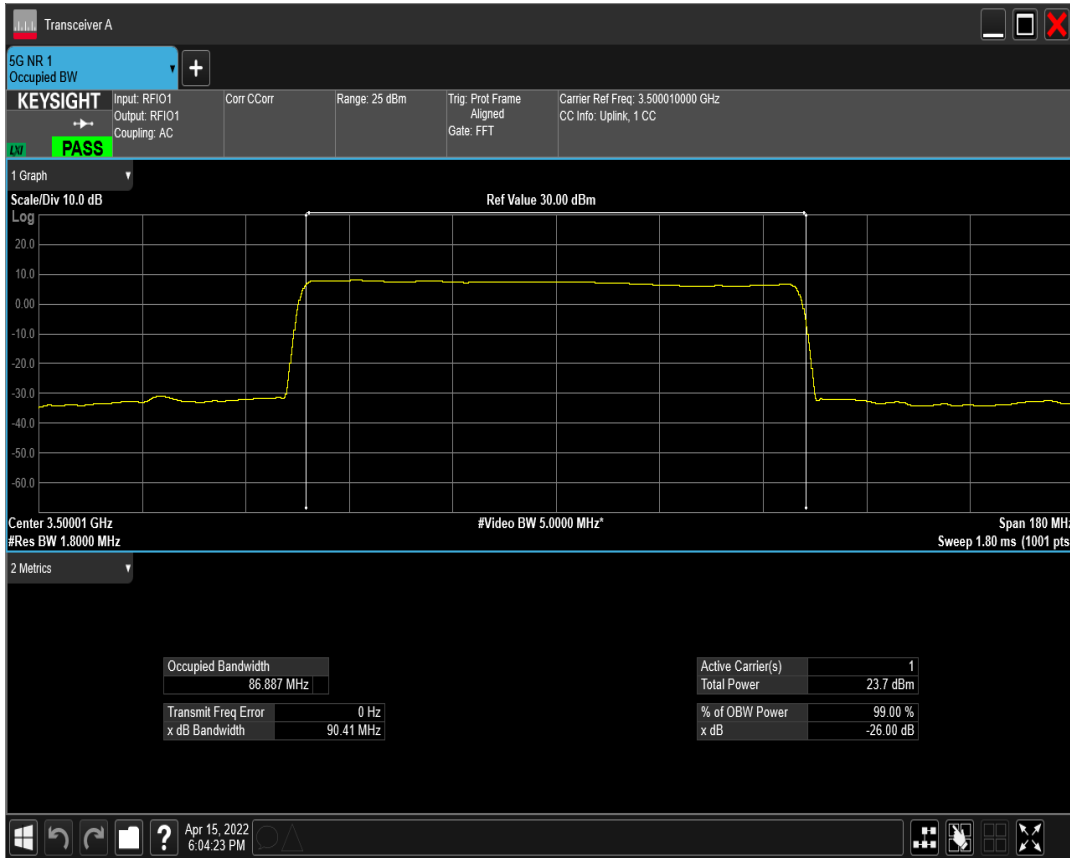 Transceiver A
5G NR 1
Occupied BW
KEYSIGHT
LXI
PASS
Input: RFIO1
Output: RFIO1
Coupling: AC
Corr CCorr
Range: 25 dBm
Trig: Prot Frame
Aligned
Gate: FFT
Carrier Ref Freq: 3.500010000 GHz
CC Info: Uplink, 1 CC
1 Graph
Scale/Div 10.0 dB
Ref Value 30.00 dBm
Log
20.0
10.0
0.00
-10.0
-20.0
-30.0
-40.0
-50.0
-60.0
Center 3.50001 GHz
#Video BW 5.0000 MHz*
Span 180 MHz
#Res BW 1.8000 MHz
Sweep 1.80 ms (1001 pts
2 Metrics
Occupied Bandwidth
86.887 MHz
Transmit Freq Error 0 Hz
x dB Bandwidth 90.41 MHz
Active Carrier(s) 1
Total Power 23.7 dBm
% of OBW Power 99.00 %
x dB -26.00 dB
?
Apr 15, 2022
6:04:23 PM